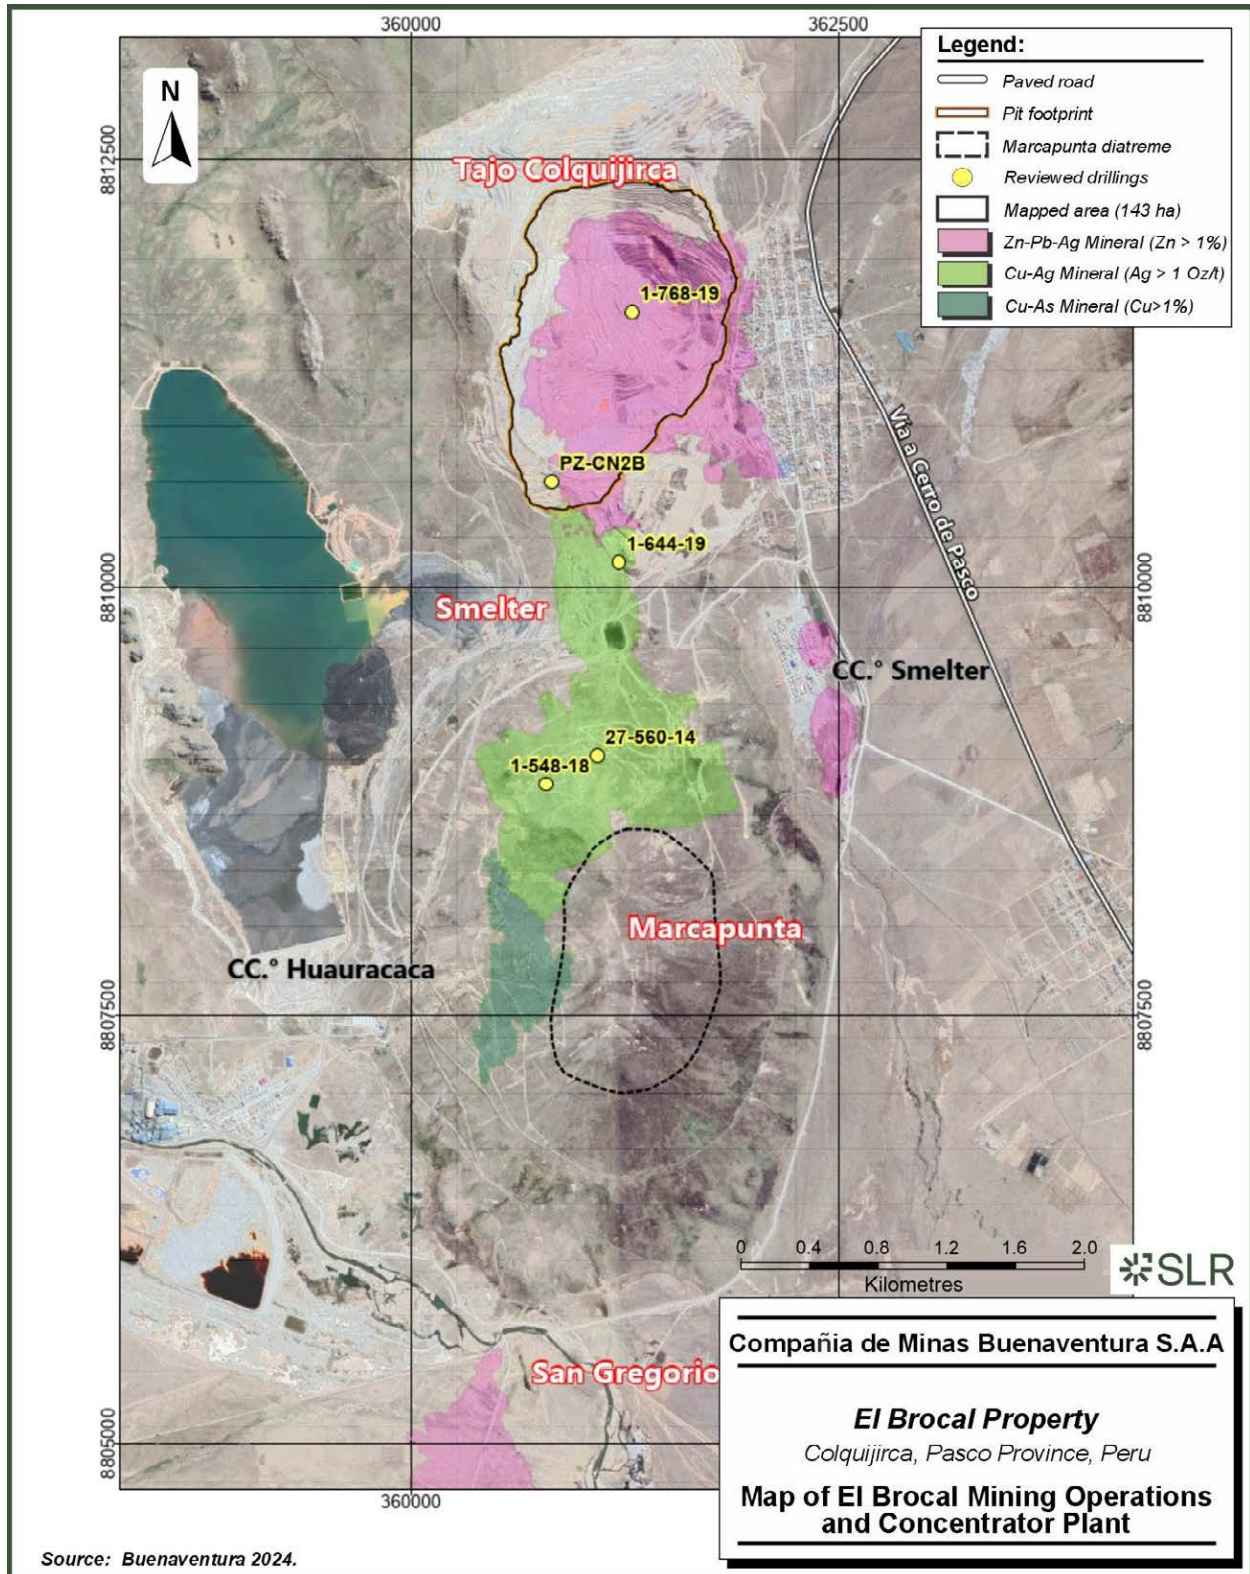 360000
362500
Legend:
Paved road
Pit footprint
Marcapunta diatreme
Reviewed drillings
Mapped area (143 ha)
Zn-Pb-Ag Mineral (Zn > 1%)
Cu-Ag Mineral (Ag > 1 Oz/t)
Cu-As Mineral (Cu>1%)
N
8812500
Tajo Colquijirca
1-768-19
Vía a Cerro de Pasco
PZ-CN2B
1-644-19
8810000
8810000
Smelter
CC.° Smelter
27-560-14
1-548-18
Marcapunta
CC.° Huauracaca
8807500
8807500
0 0.4 0.8 1.2 1.6 2.0
Kilometres
SLR
San Gregorio
8805000
360000
Compañia de Minas Buenaventura S.A.A
El Brocal Property
Colquijirca, Pasco Province, Peru
Map of El Brocal Mining Operations
and Concentrator Plant
Source: Buenaventura 2024.